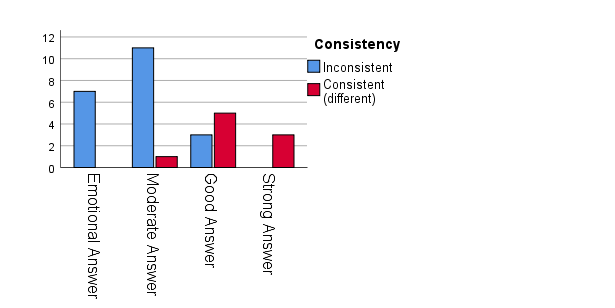 Consistency
Inconsistent
Consistent
(different)
12
10
8
6
4
2
0
Emotional Answer
Moderate Answer
Good Answer
Strong Answer